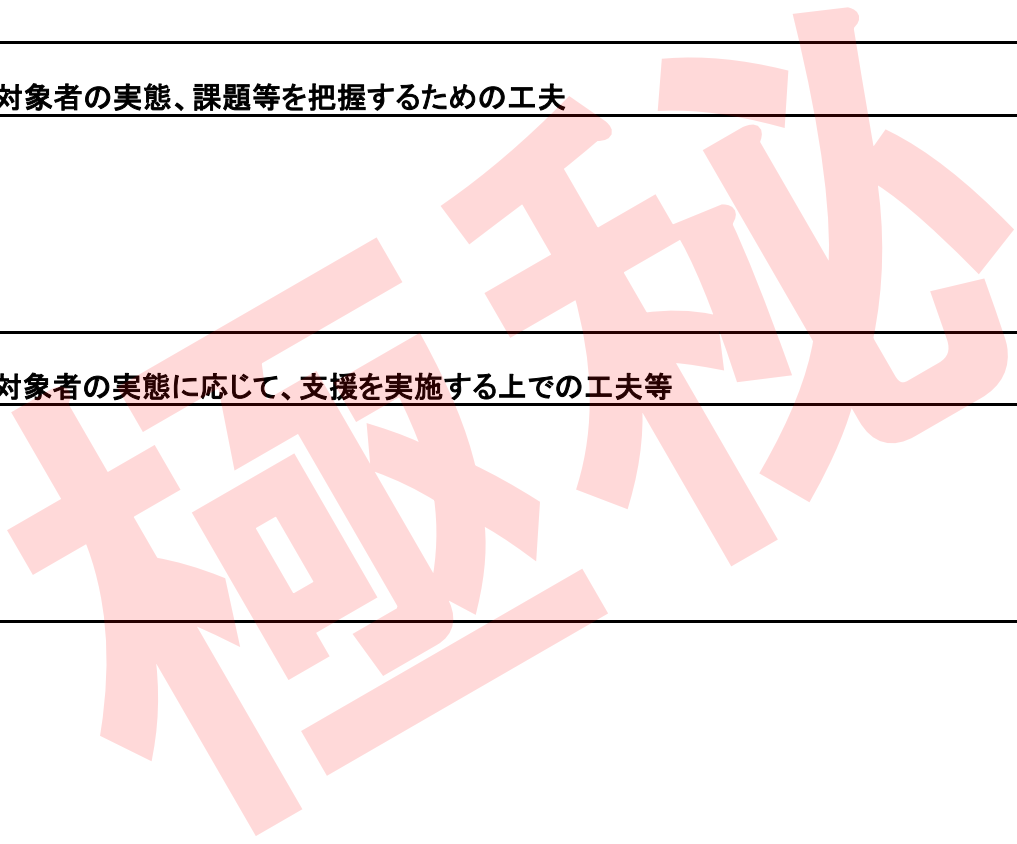 対象者の実態、課題等を把握するための工夫
対象者の実態に応じて、支援を実施する上での工夫等
極秘